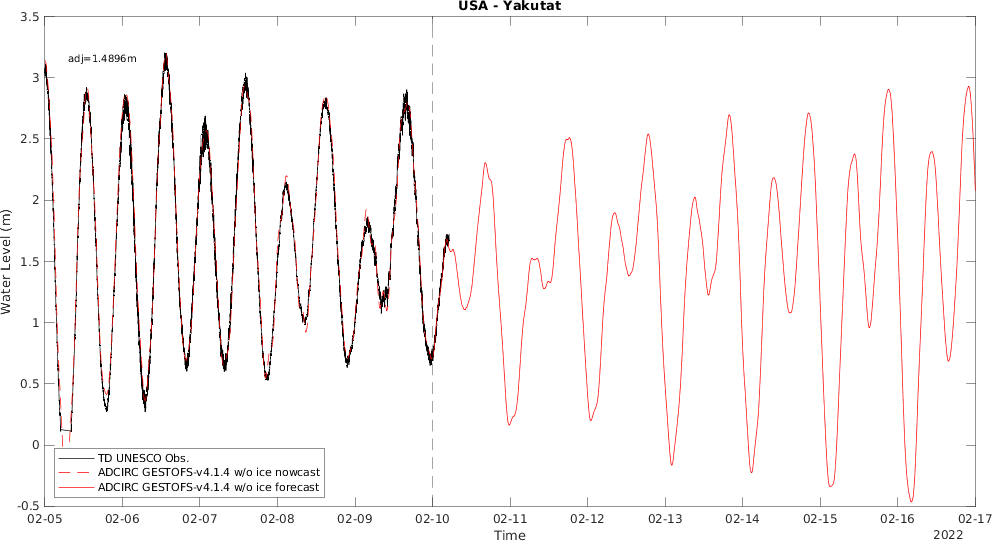 USA - Yakutat
adj=1.4896m
Water Level (m)
3.5
3
2.5
2
1.5
1
0.5
0
-0.5
TD UNESCO Obs.
ADCIRC GESTOFS-v4.1.4 w/o ice nowcast
ADCIRC GESTOFS-v4.1.4 w/o ice forecast
02-05 02-06 02-07 02-08 02-09 02-10 02-11 02-12 02-13 02-14 02-15 02-16 02-17
Time
2022